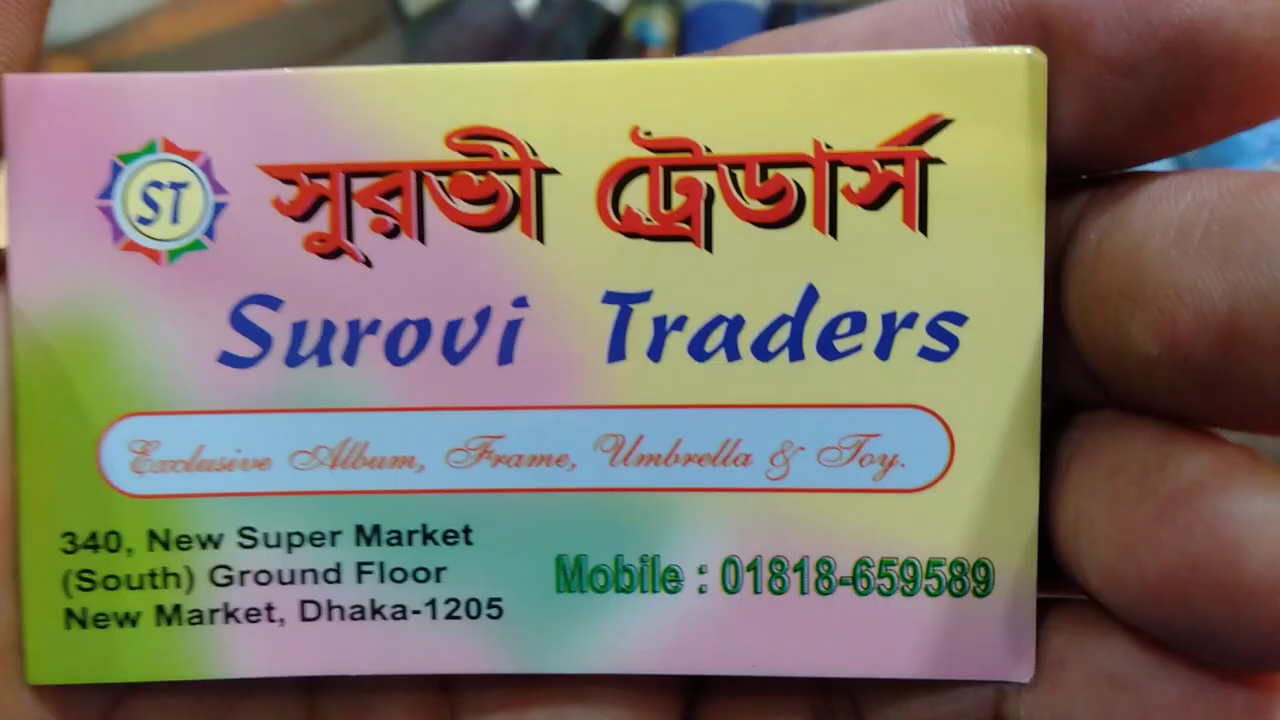 ST
সুরভী ট্রেডার্স
Surovi Traders
Exclusive Album, Frame, Umbrella & Toy.
340, New Super Market
(South) Ground Floor
New Market, Dhaka-1205
Mobile : 01818-659589